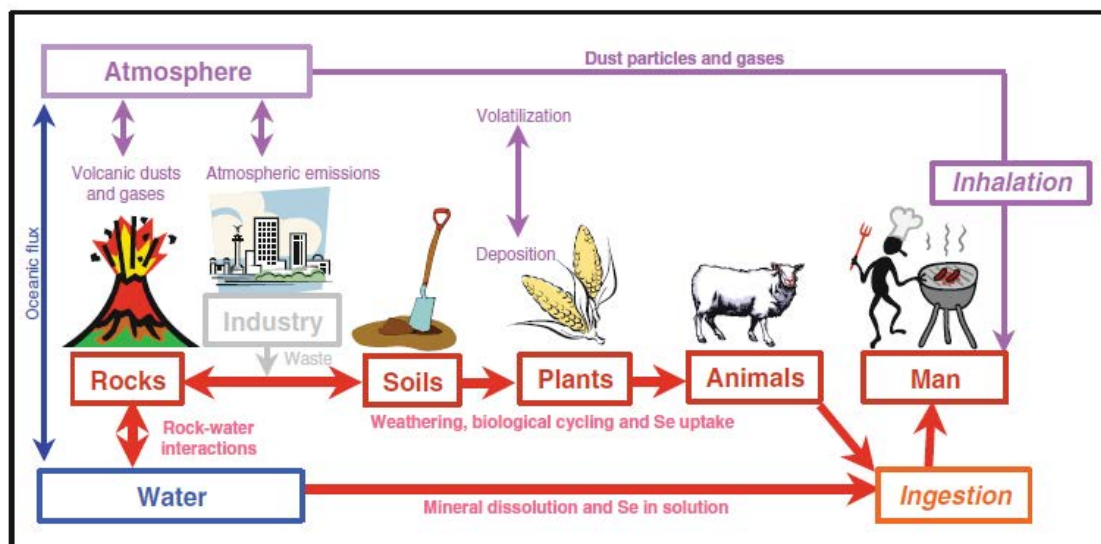 Atmosphere
Dust particles and gases
Volatilization
Oceanic flux
Volcanic dusts
and gases
Atmospheric emissions
Inhalation
Deposition
Industry
Waste
Rocks
Soils
Plants
Animals
Man
Weathering, biological cycling and Se uptake
Rock-water
interactions
Water
Mineral dissolution and Se in solution
Ingestion